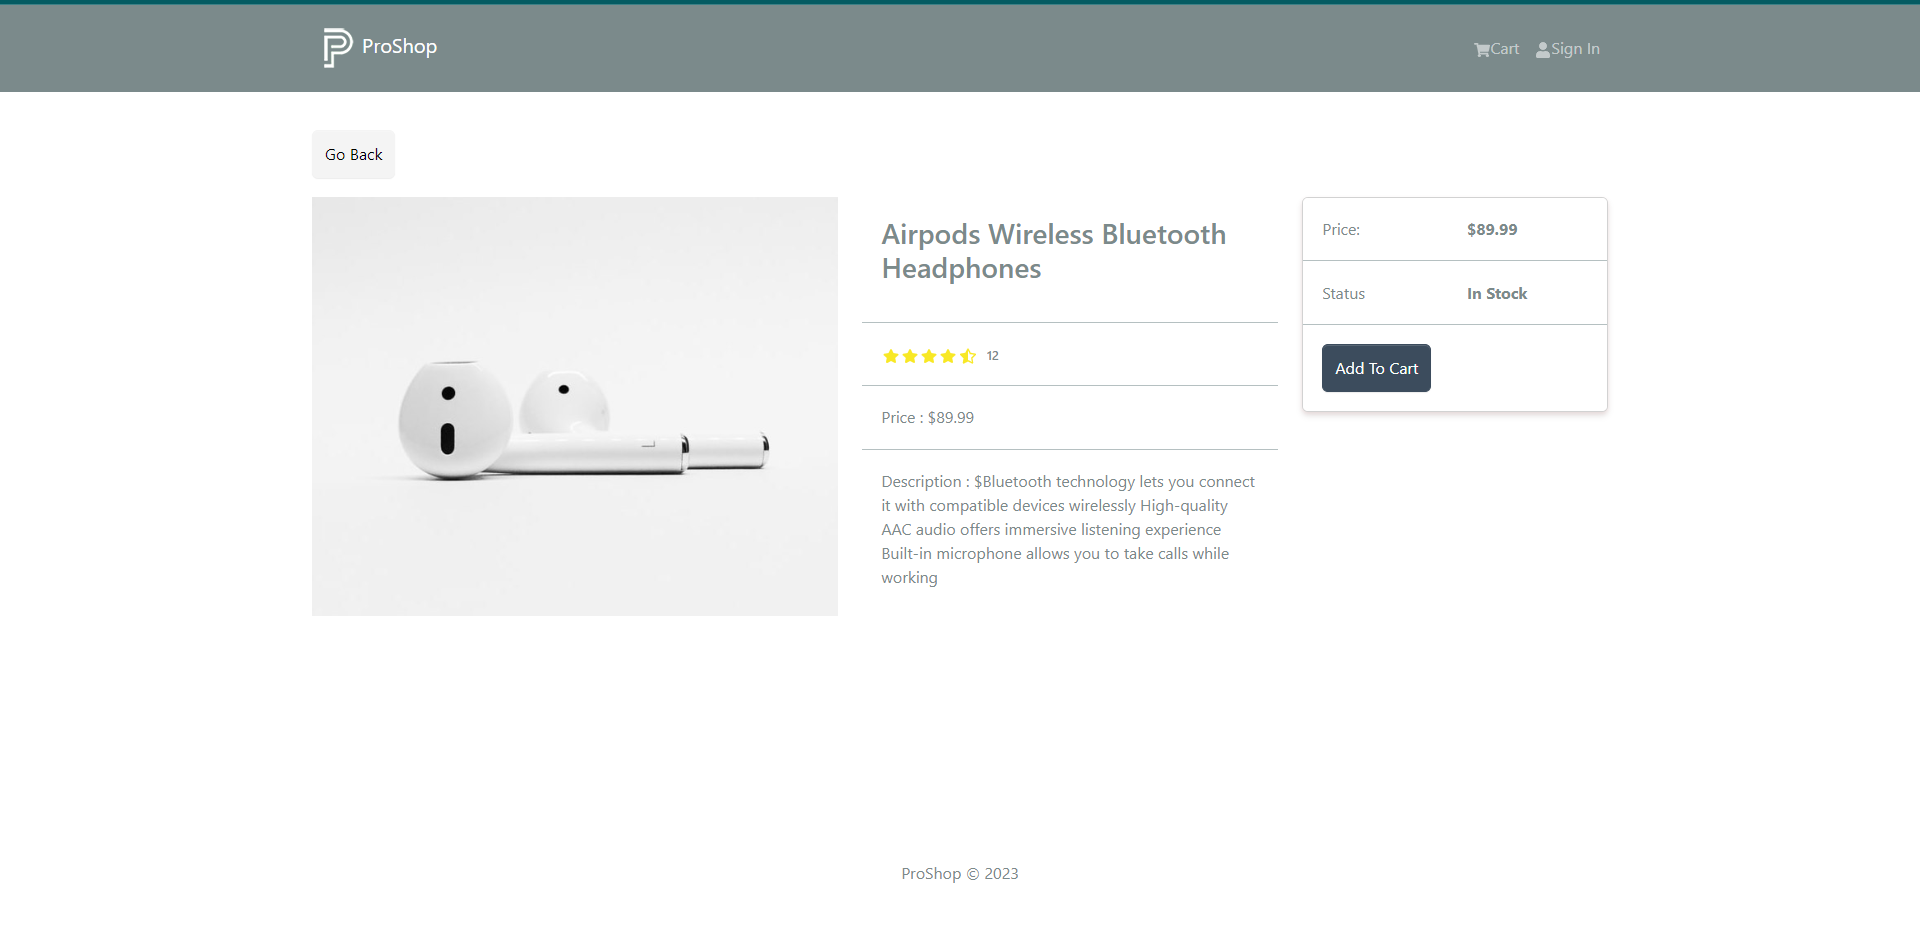 ProShop
Cart
Sign In
Go Back
Airpods Wireless Bluetooth
Headphones
12
Price : $89.99
Description : $Bluetooth technology lets you connect
it with compatible devices wirelessly High-quality
AAC audio offers immersive listening experience
Built-in microphone allows you to take calls while
working
Price: $89.99
Status In Stock
Add To Cart
ProShop © 2023